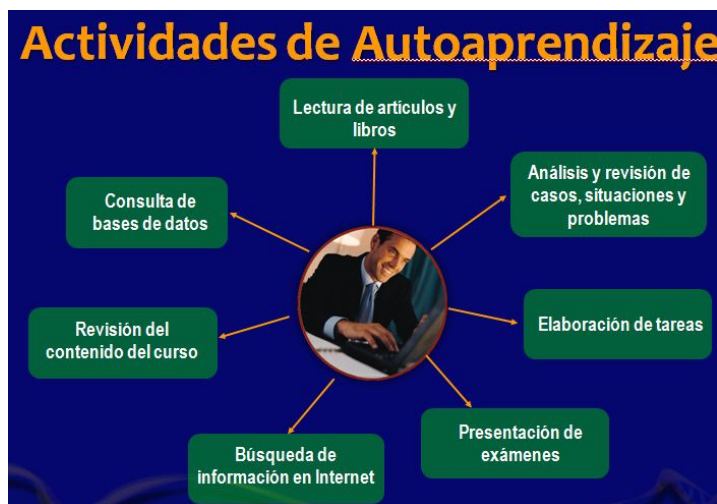 Actividades de Autoaprendizaje
Lectura de artículos y
libros
Análisis y revisión de
casos, situaciones y
problemas
Consulta de
bases de datos
Elaboración de tareas
Revisión del
contenido del curso
Presentación de
exámenes
Búsqueda de
información en Internet